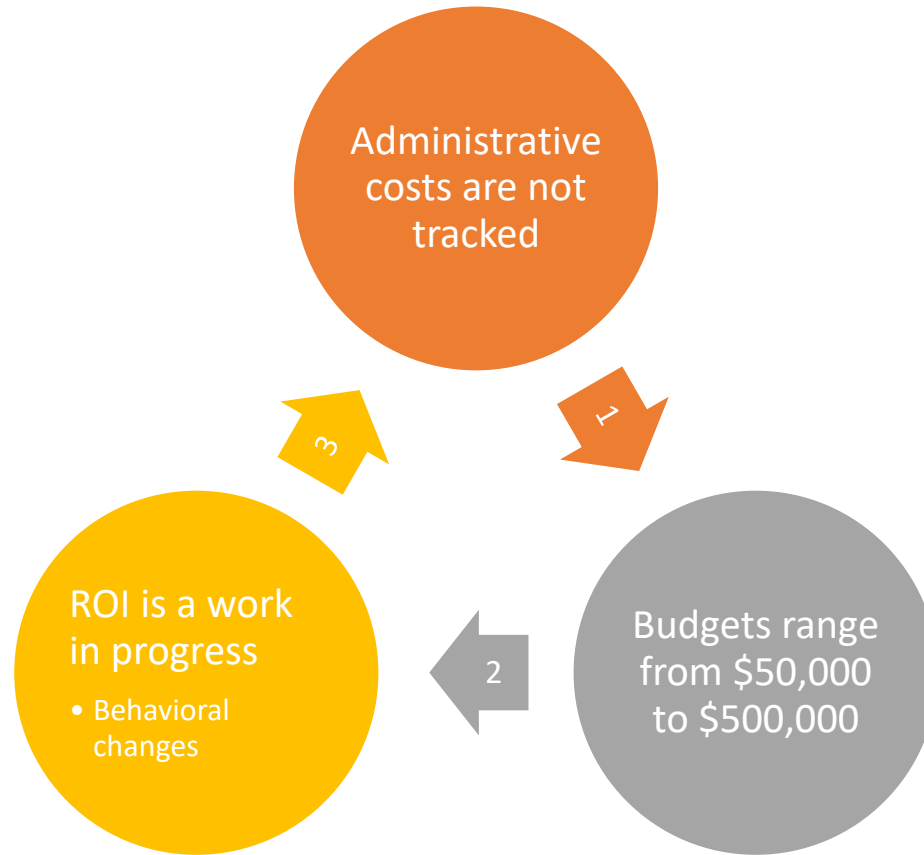 Administrative
costs are not
tracked
1
Budgets range
from $50,000
to $500,000
2
ROI is a work
in progress
• Behavioral
changes
3